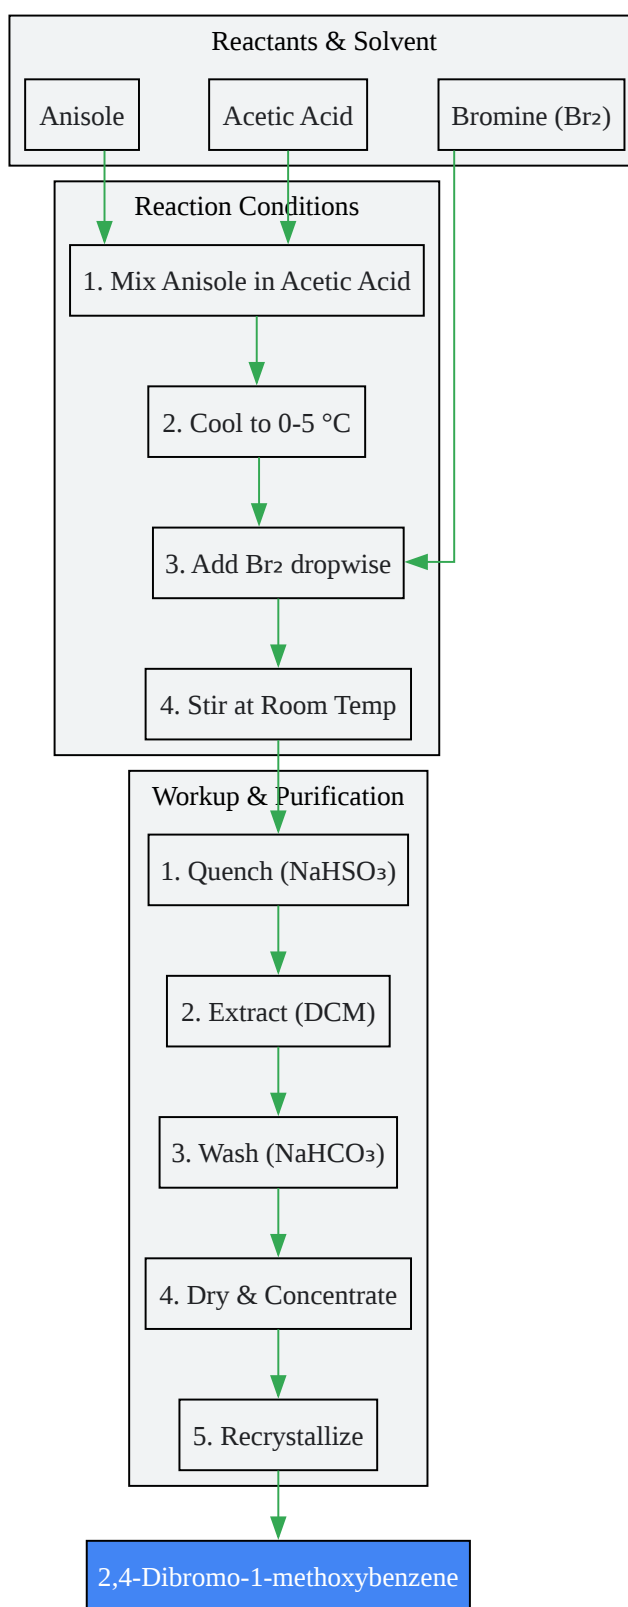 Reactants & Solvent
Anisole
Acetic Acid
Bromine (Br₂)
Reaction Conditions
1. Mix Anisole in Acetic Acid
2. Cool to 0-5 °C
3. Add Br₂ dropwise
4. Stir at Room Temp
Workup & Purification
1. Quench (NaHSO₃)
2. Extract (DCM)
3. Wash (NaHCO₃)
4. Dry & Concentrate
5. Recrystallize
2,4-Dibromo-1-methoxybenzene